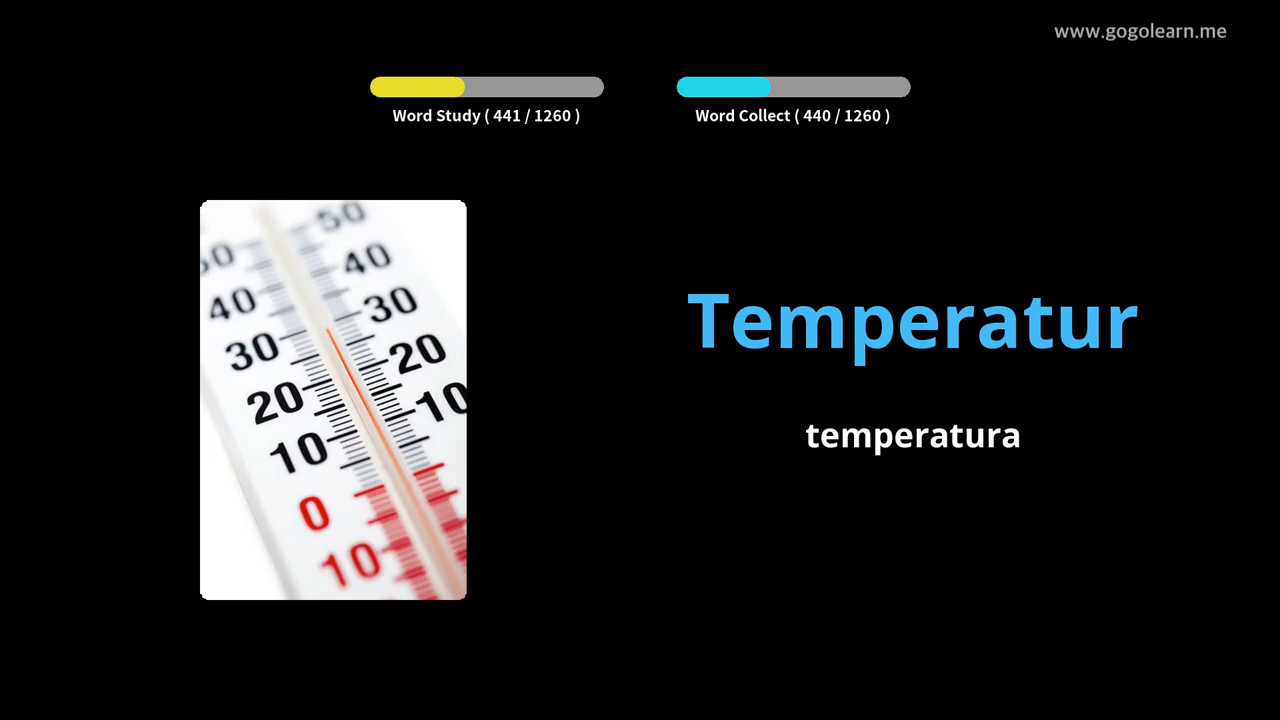 www.gogolearn.me
Word Study ( 441 / 1260 )
Word Collect ( 440 / 1260 )
50
40
40
30
30
20
20
10
10
0
10
Temperatur
temperatura